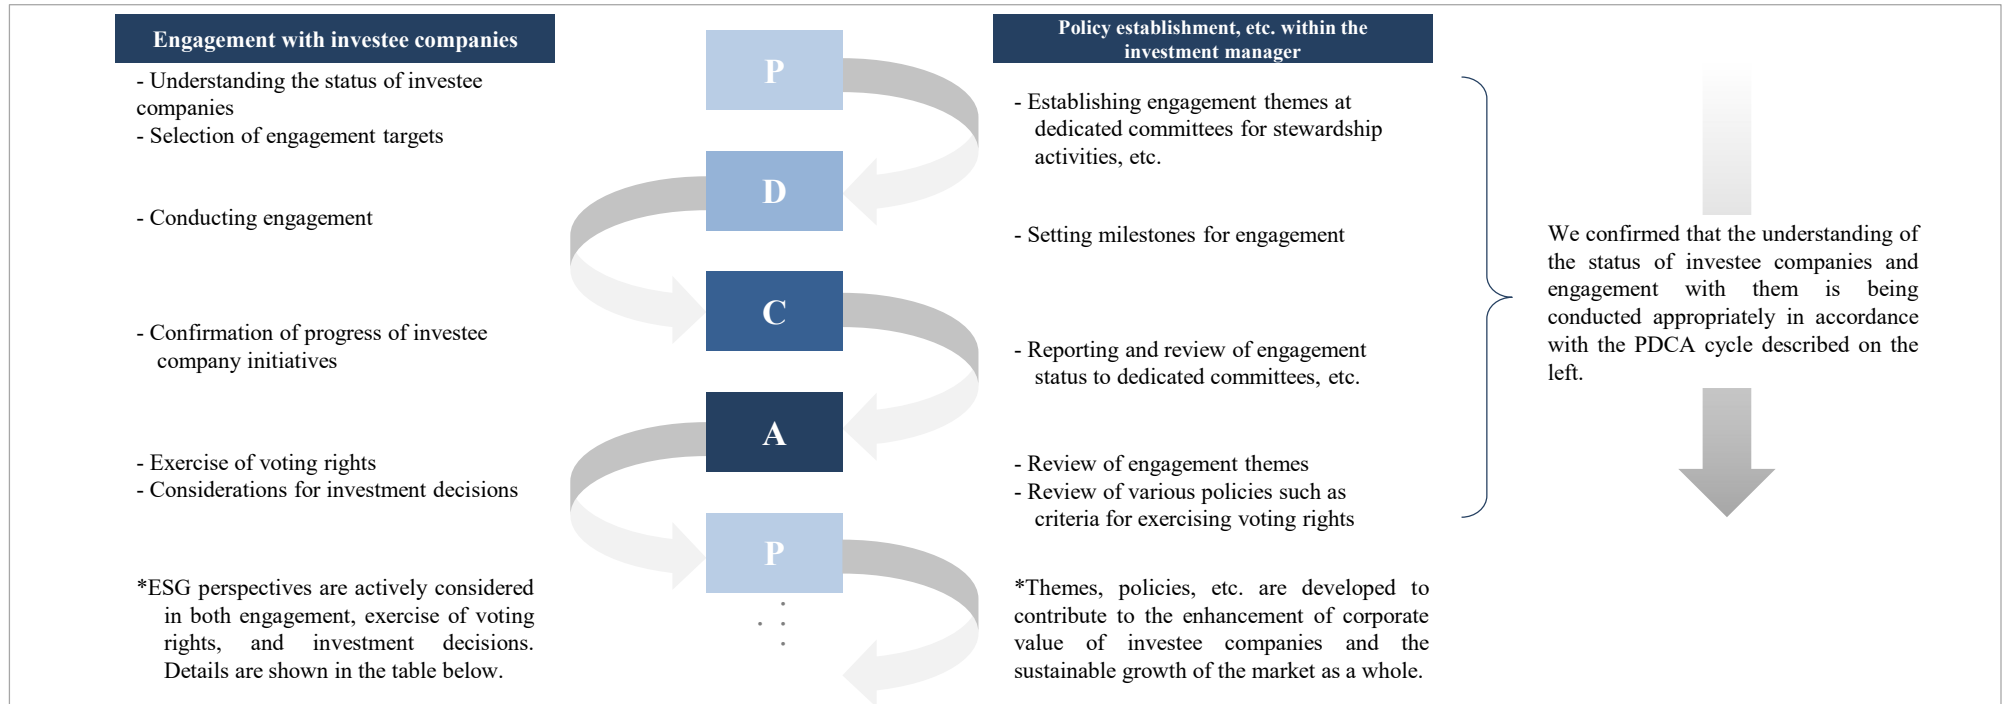 Engagement with investee companies
- Understanding the status of investee
companies
- Selection of engagement targets
- Conducting engagement
- Confirmation of progress of investee
company initiatives
- Exercise of voting rights
- Considerations for investment decisions
*ESG perspectives are actively considered
in both engagement, exercise of voting
rights, and investment decisions.
Details are shown in the table below.
P
D
C
A
P
Policy establishment, etc. within the
investment manager
- Establishing engagement themes at
dedicated committees for stewardship
activities, etc.
- Setting milestones for engagement
- Reporting and review of engagement
status to dedicated committees, etc.
- Review of engagement themes
- Review of various policies such as
criteria for exercising voting rights
*Themes, policies, etc. are developed to
contribute to the enhancement of corporate
value of investee companies and the
sustainable growth of the market as a whole.
We confirmed that the understanding of
the status of investee companies and
engagement with them is being
conducted appropriately in accordance
with the PDCA cycle described on the
left.